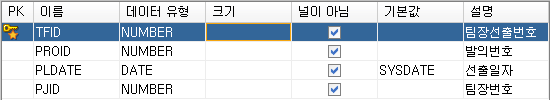 PK 이름 데이터 유형 크기 널이 아님 기본값 설명
TFID NUMBER 팀장선출번호
PROID NUMBER 발의번호
PLDATE DATE SYSDATE 선출일자
PJID NUMBER 팀장번호